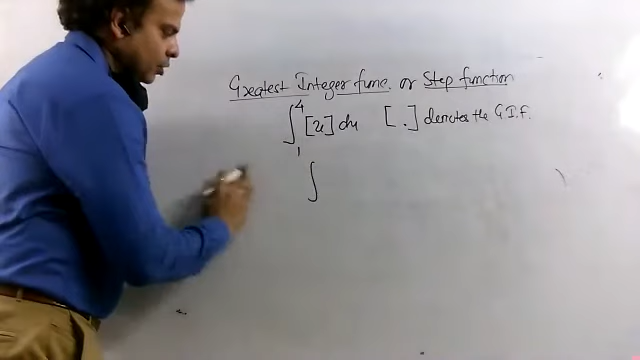 Greatest Integer func. or Step function
∫₁⁴ [x] dx [ . ] denotes the G.I.F.
∫